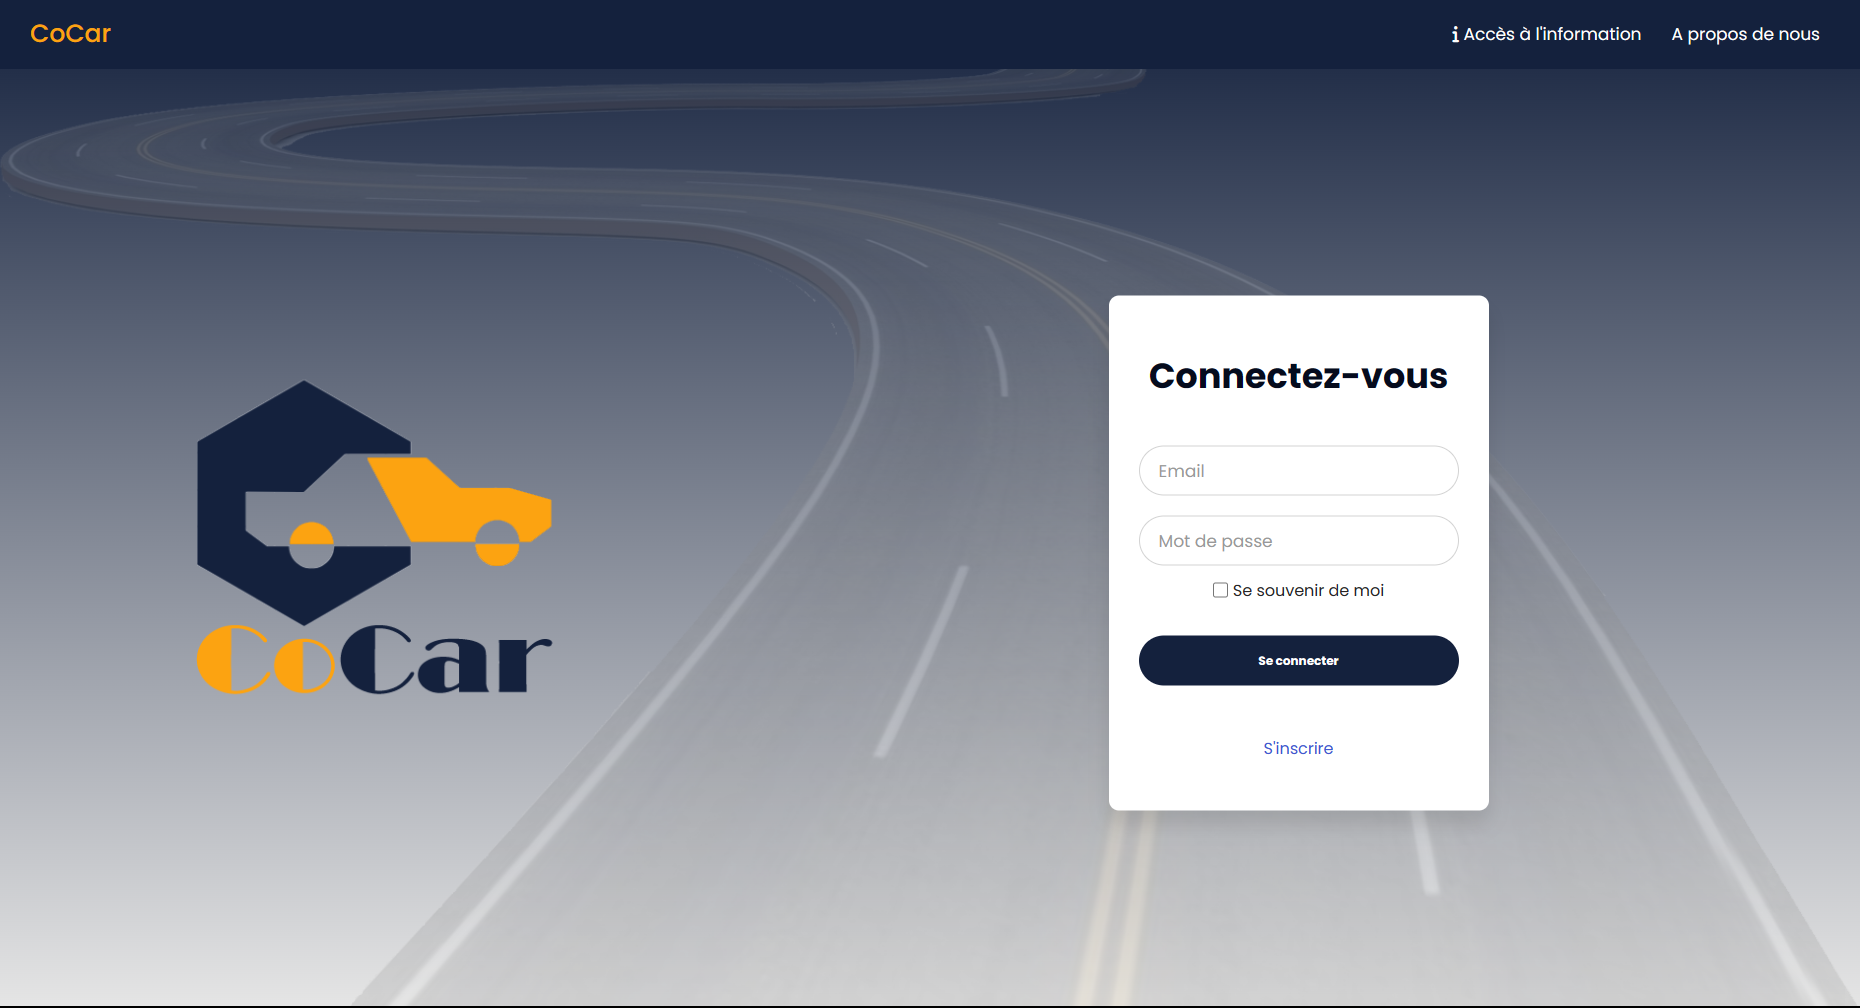 CoCar
Accès à l'information
A propos de nous
CoCar
Connectez-vous
Email
Mot de passe
Se souvenir de moi
Se connecter
S'inscrire